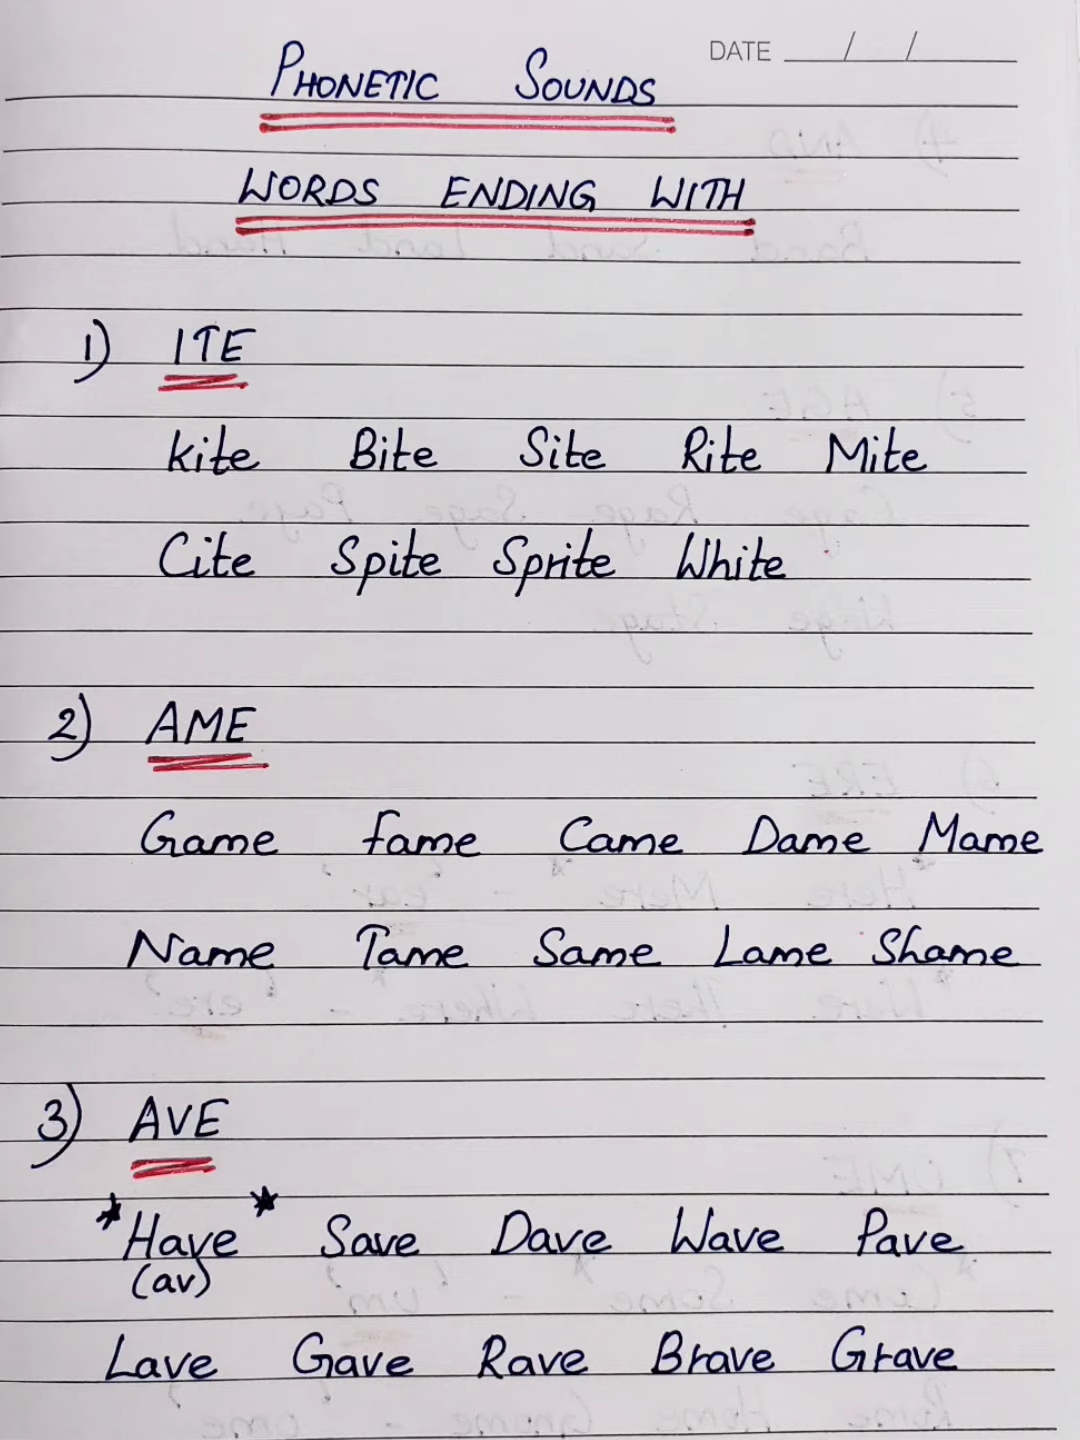 DATE / /
PHONETIC SOUNDS
WORDS ENDING WITH
1) ITE
Kite Bite Site Rite Mite
Cite Spite Sprite White
2) AME
Game fame Came Dame Mame
Name Tame Same Lame Shame
3) AVE
*Have* Save Dave Wave Pave
(av)
Lave Gave Rave Brave Grave